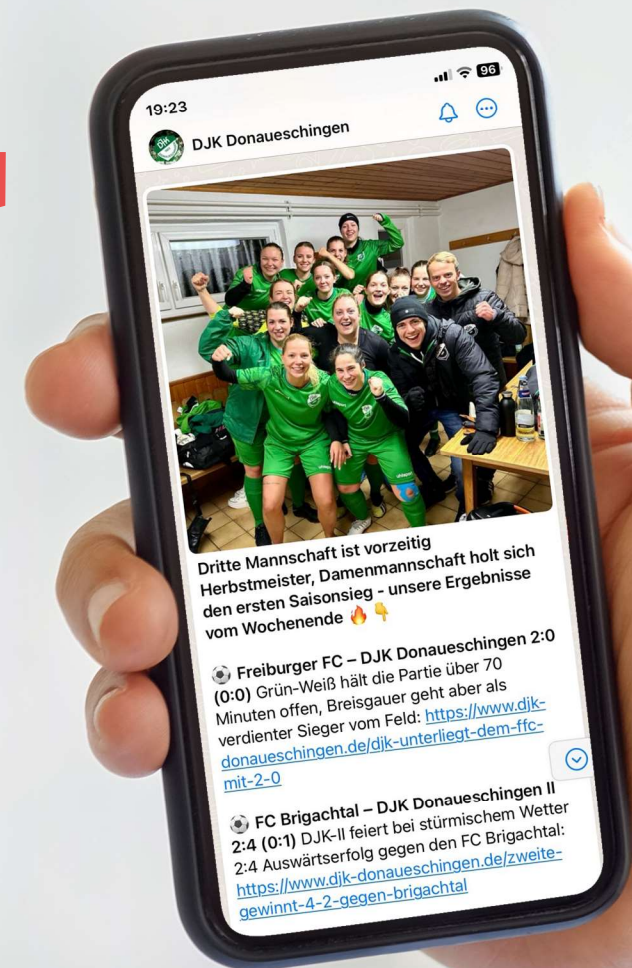 19:23
96
DJK
DJK Donaueschingen
Dritte Mannschaft ist vorzeitig
Herbstmeister, Damenmannschaft holt sich
den ersten Saisonsieg - unsere Ergebnisse
vom Wochenende 🔥 👇
⚽ Freiburger FC – DJK Donaueschingen 2:0
(0:0) Grün-Weiß hält die Partie über 70
Minuten offen, Breisgauer geht aber als
verdienter Sieger vom Feld: https://www.djk-
donaueschingen.de/djk-unterliegt-dem-ffc-
mit-2-0
⚽ FC Brigachtal – DJK Donaueschingen II
2:4 (0:1) DJK-II feiert bei stürmischem Wetter
2:4 Auswärtserfolg gegen den FC Brigachtal:
https://www.djk-donaueschingen.de/zweite-
gewinnt-4-2-gegen-brigachtal